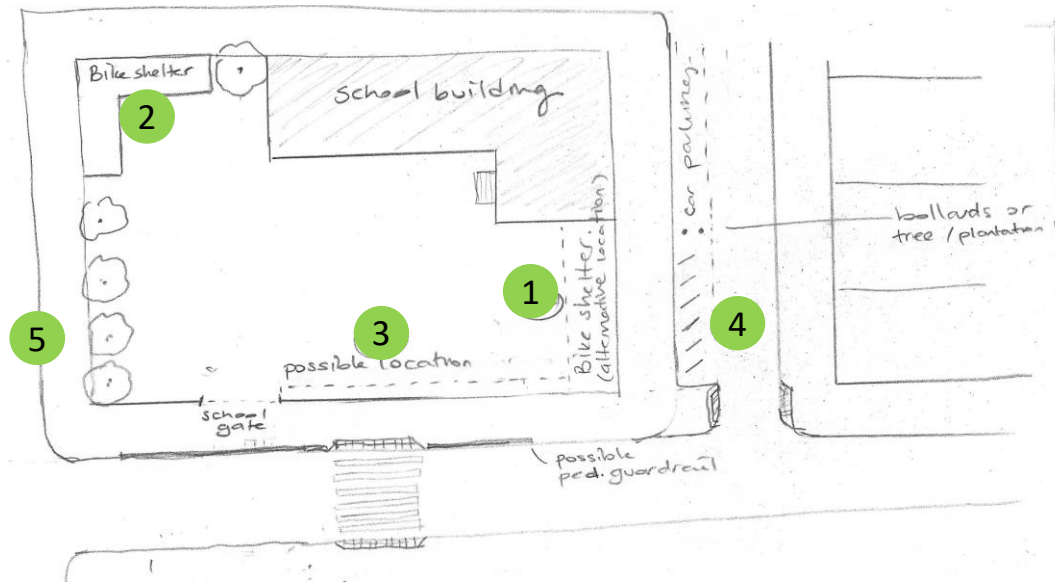 Bike shelter
2
school building
car parking.
bollards or
tree / plantation
1
Bike shelter.
(alternative location)
3
possible location
4
5
school
gate
possible
ped. guardrail